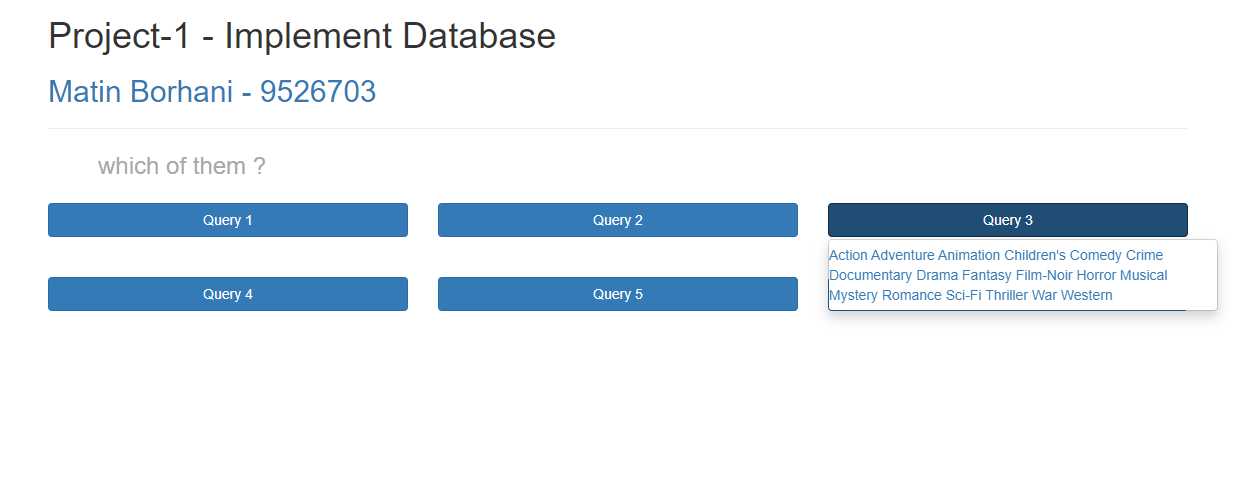 Project-1 - Implement Database
Matin Borhani - 9526703
which of them ?
Query 1
Query 2
Query 3
Action Adventure Animation Children's Comedy Crime
Documentary Drama Fantasy Film-Noir Horror Musical
Mystery Romance Sci-Fi Thriller War Western
Query 4
Query 5